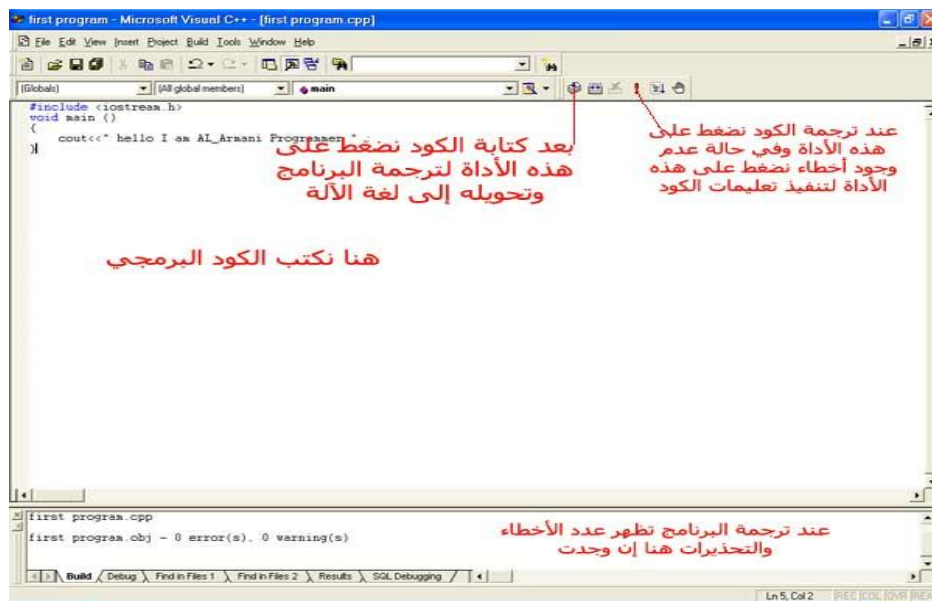 first program - Microsoft Visual C++ - [first program.cpp]
File Edit View Insert Project Build Tools Window Help
(Globals) (All global members) main
#include <iostream.h>
void main ()
{
cout<<" hello I am AL_Armani Programmer "
}
بعد كتابة الكود نضغط على
هذه الأداة لترجمة البرنامج
وتحويله إلى لغة الآلة
عند ترجمة الكود نضغط على
هذه الأداة وفي حالة عدم
وجود أخطاء نضغط على هذه
الأداة لتنفيذ تعليمات الكود
هنا نكتب الكود البرمجي
first program.cpp
first program.obj - 0 error(s), 0 warning(s)
عند ترجمة البرنامج تظهر عدد الأخطاء
والتحذيرات هنا إن وجدت
Build Debug Find in Files 1 Find in Files 2 Results SQL Debugging
Ln 5, Col 2 REC COL OVR READ